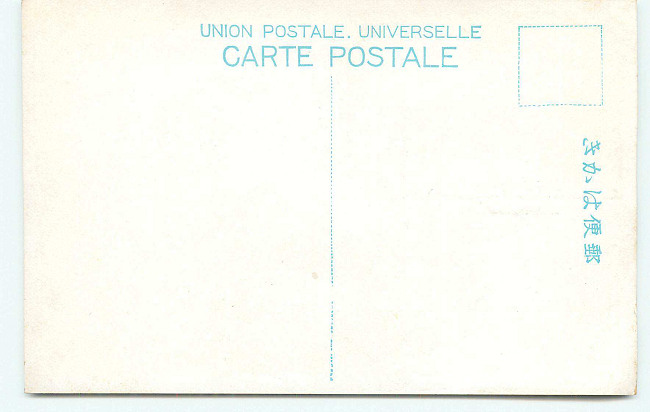 UNION POSTALE. UNIVERSELLE
CARTE POSTALE
郵便はかき